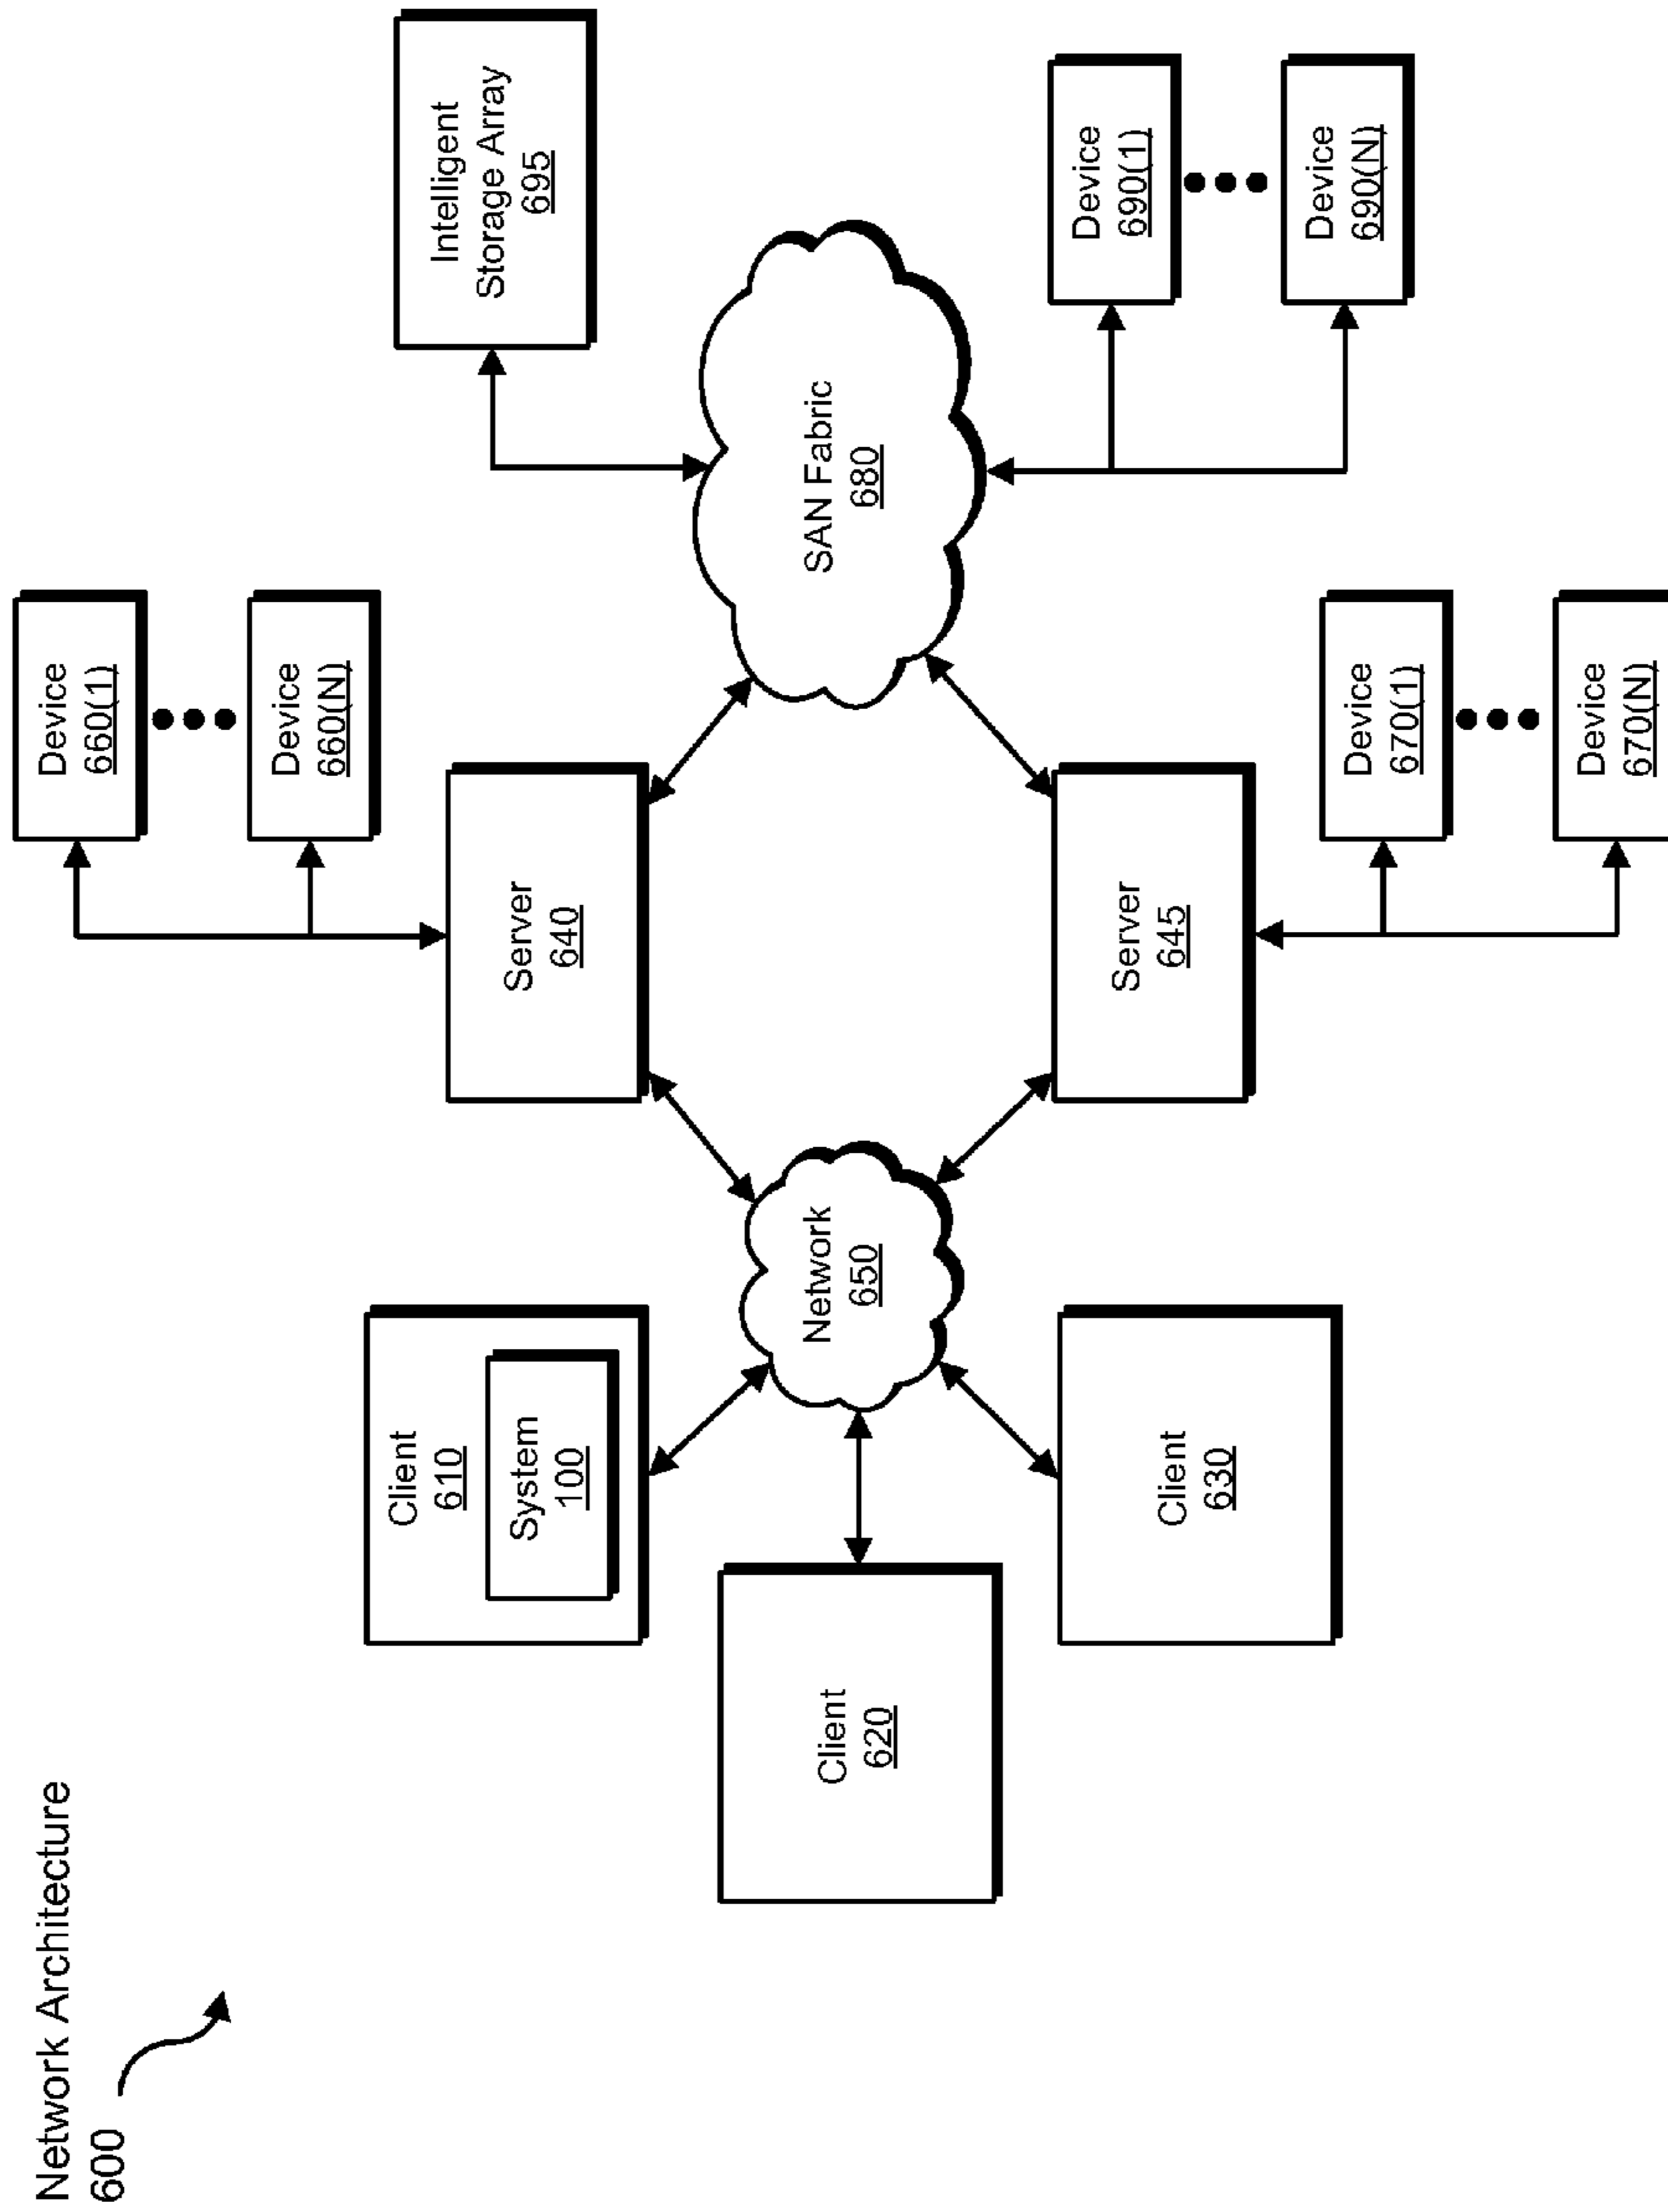 Network Architecture
600
Device
660(1)
Device
660(N)
Intelligent
Storage Array
695
Client
610
System
100
Server
640
Client
620
Network
650
SAN Fabric
680
Client
630
Server
645
Device
690(1)
Device
690(N)
Device
670(1)
Device
670(N)